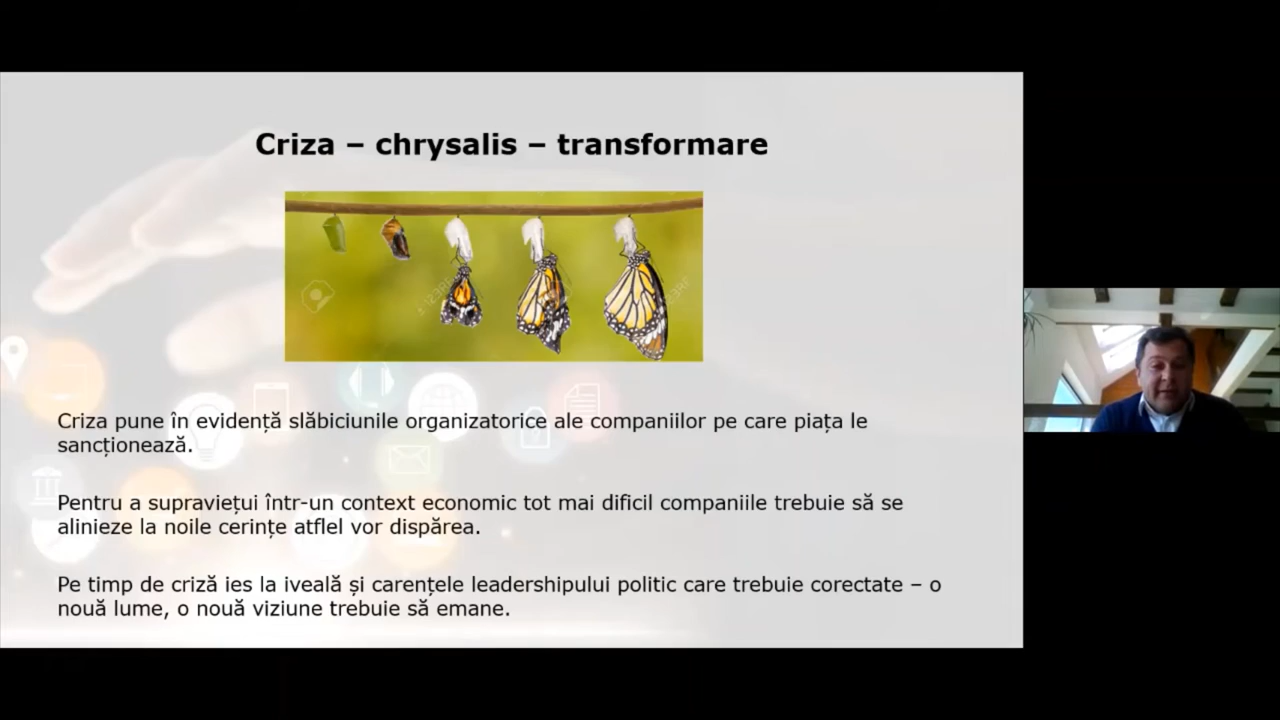 Criza – chrysalis – transformare
Criza pune în evidență slăbiciunile organizatorice ale companiilor pe care piața le
sancționează.
Pentru a supraviețui într-un context economic tot mai dificil companiile trebuie să se
alinieze la noile cerințe atflel vor dispărea.
Pe timp de criză ies la iveală și carențele leadershipului politic care trebuie corectate – o
nouă lume, o nouă viziune trebuie să emane.